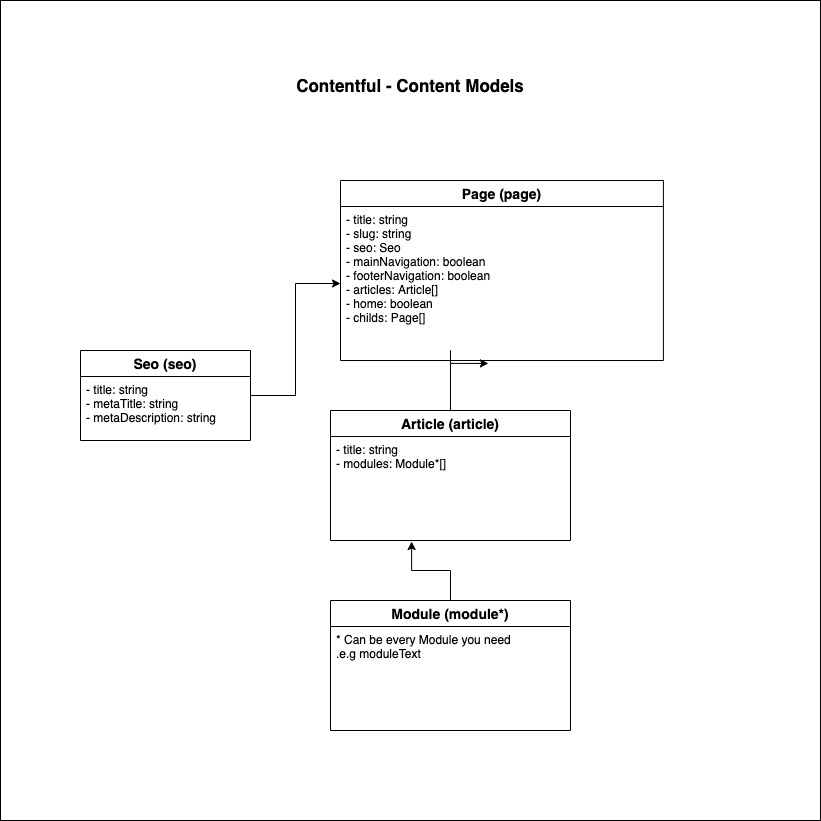 Contentful - Content Models
Page (page)
- title: string
- slug: string
- seo: Seo
- mainNavigation: boolean
- footerNavigation: boolean
- articles: Article[]
- home: boolean
- childs: Page[]
Seo (seo)
- title: string
- metaTitle: string
- metaDescription: string
Article (article)
- title: string
- modules: Module*[]
Module (module*)
* Can be every Module you need
.e.g moduleText